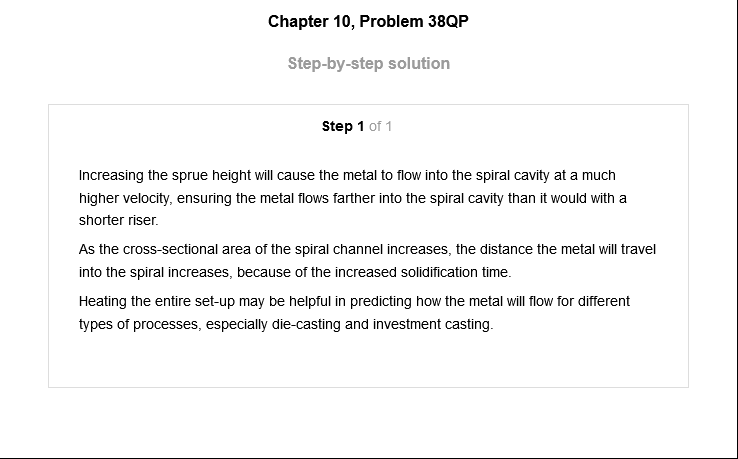 Chapter 10, Problem 38QP
Step-by-step solution
Step 1 of 1
Increasing the sprue height will cause the metal to flow into the spiral cavity at a much
higher velocity, ensuring the metal flows farther into the spiral cavity than it would with a
shorter riser.
As the cross-sectional area of the spiral channel increases, the distance the metal will travel
into the spiral increases, because of the increased solidification time.
Heating the entire set-up may be helpful in predicting how the metal will flow for different
types of processes, especially die-casting and investment casting.